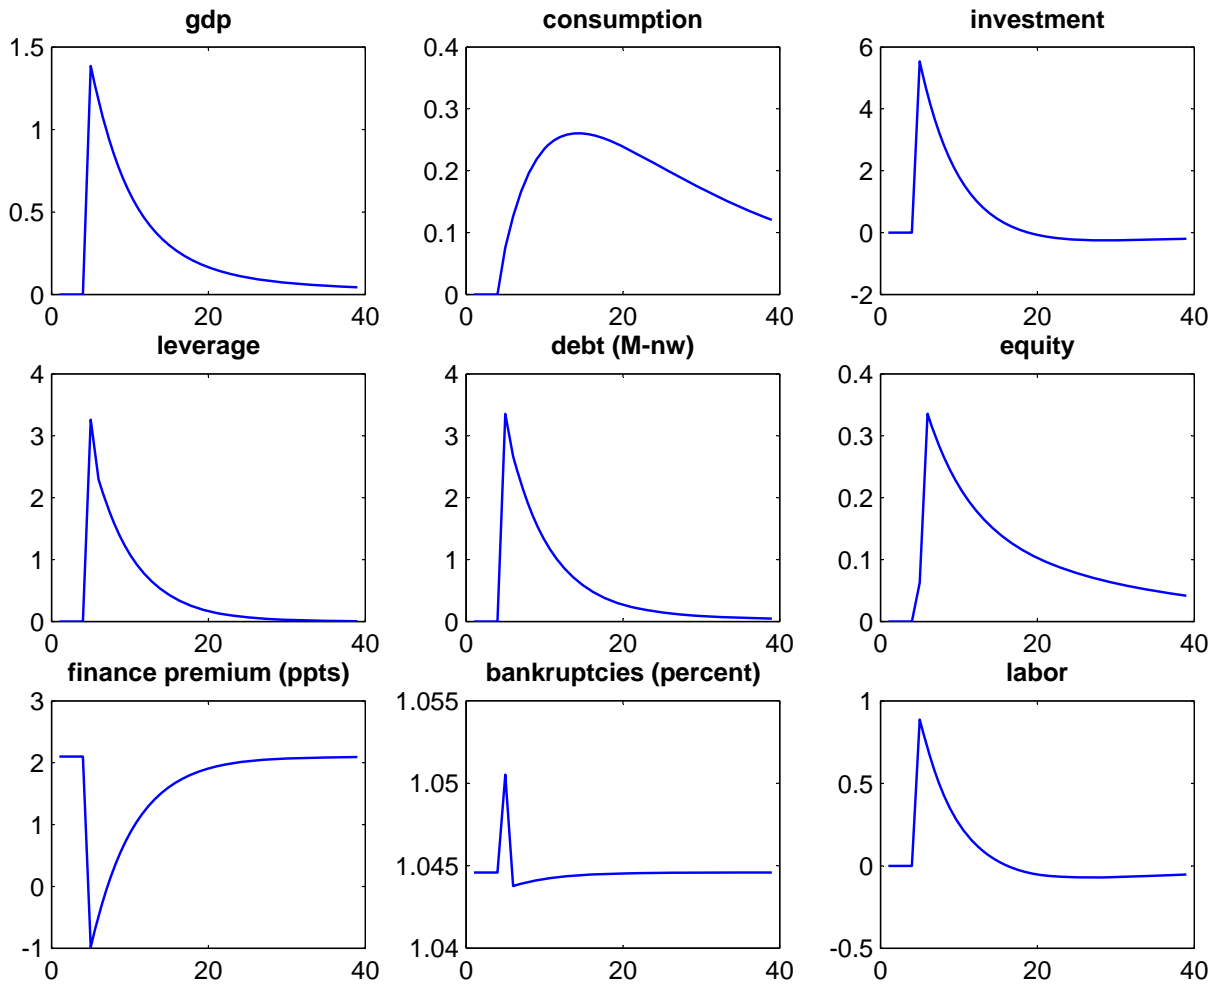 gdp
consumption
investment
1.5
1
0.5
0
0 20 40
0.4
0.3
0.2
0.1
0
0 20 40
6
4
2
0
-2
0 20 40
leverage
debt (M-nw)
equity
4
3
2
1
0
0 20 40
4
3
2
1
0
0 20 40
0.4
0.3
0.2
0.1
0
0 20 40
finance premium (ppts)
bankruptcies (percent)
labor
3
2
1
0
-1
0 20 40
1.055
1.05
1.045
1.04
0 20 40
1
0.5
0
-0.5
0 20 40